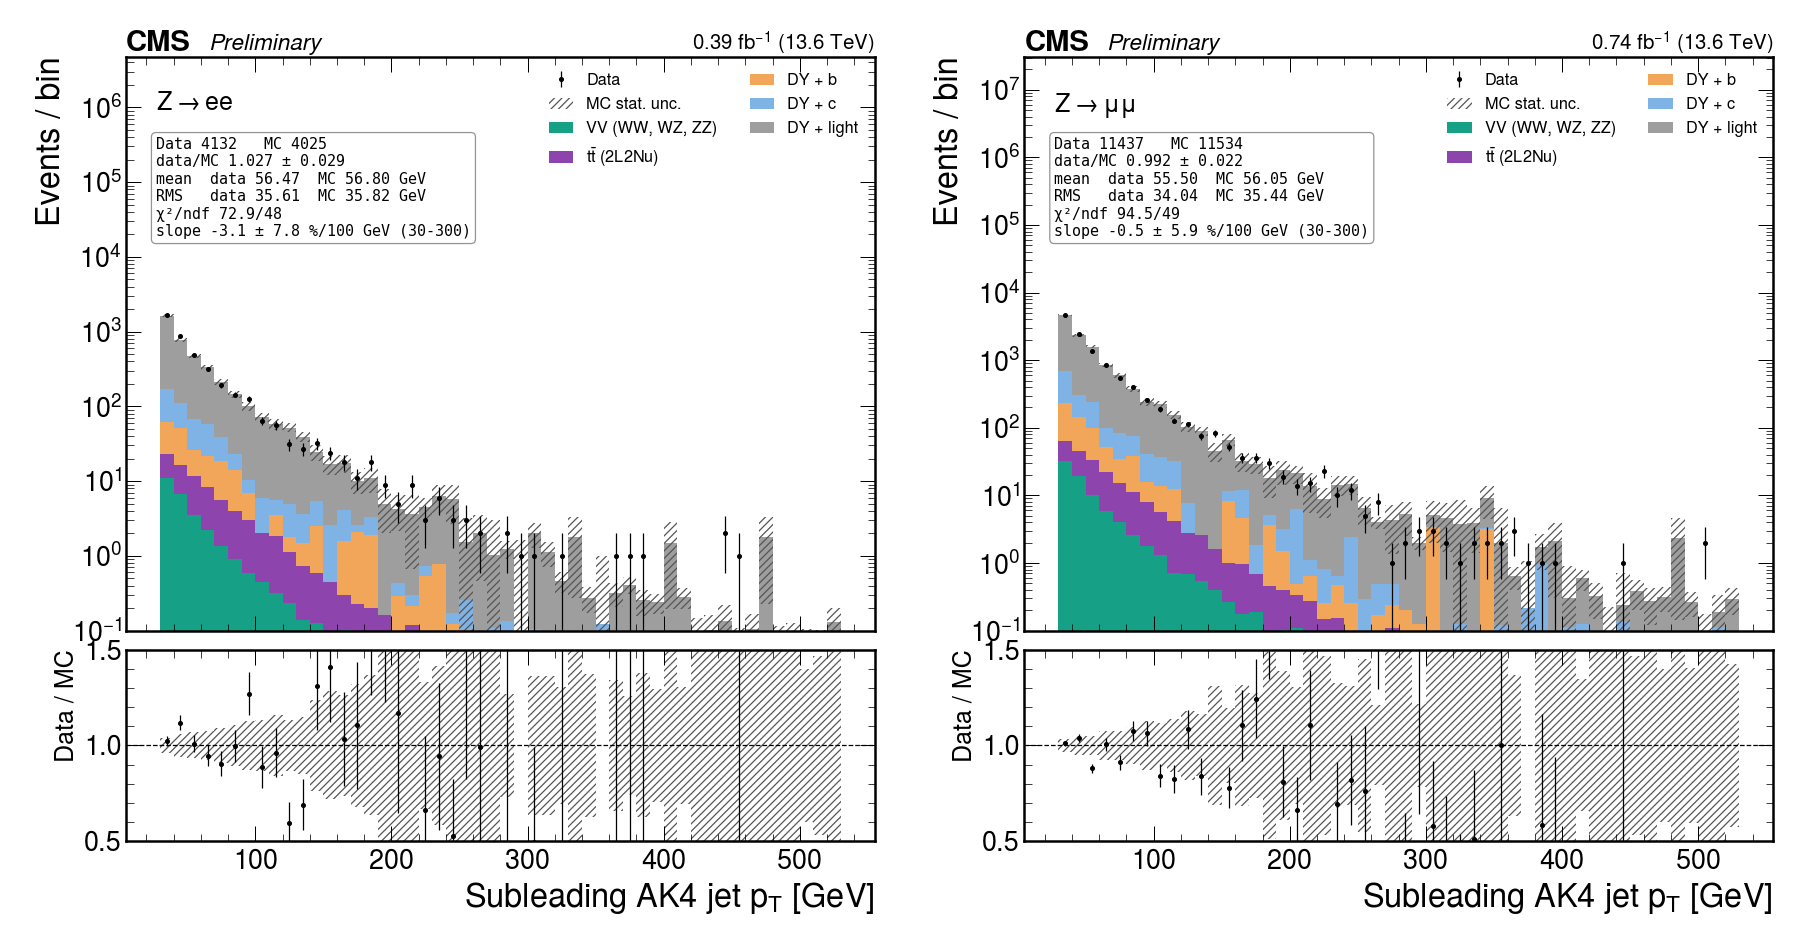 CMS Preliminary 0.39 fb⁻¹ (13.6 TeV)
Events / bin
Z → ee
Data
MC stat. unc.
VV (WW, WZ, ZZ)
tt̄ (2L2Nu)
DY + b
DY + c
DY + light
Data 4132   MC 4025
data/MC 1.027 ± 0.029
mean  data 56.47  MC 56.80 GeV
RMS   data 35.61  MC 35.82 GeV
χ²/ndf 72.9/48
slope -3.1 ± 7.8 %/100 GeV (30-300)
10⁶
10⁵
10⁴
10³
10²
10¹
10⁰
10⁻¹
Data / MC
1.5
1.0
0.5
100 200 300 400 500
Subleading AK4 jet p_T [GeV]
CMS Preliminary 0.74 fb⁻¹ (13.6 TeV)
Events / bin
Z → μμ
Data
MC stat. unc.
VV (WW, WZ, ZZ)
tt̄ (2L2Nu)
DY + b
DY + c
DY + light
Data 11437   MC 11534
data/MC 0.992 ± 0.022
mean  data 55.50  MC 56.05 GeV
RMS   data 34.04  MC 35.44 GeV
χ²/ndf 94.5/49
slope -0.5 ± 5.9 %/100 GeV (30-300)
10⁷
10⁶
10⁵
10⁴
10³
10²
10¹
10⁰
10⁻¹
Data / MC
1.5
1.0
0.5
100 200 300 400 500
Subleading AK4 jet p_T [GeV]